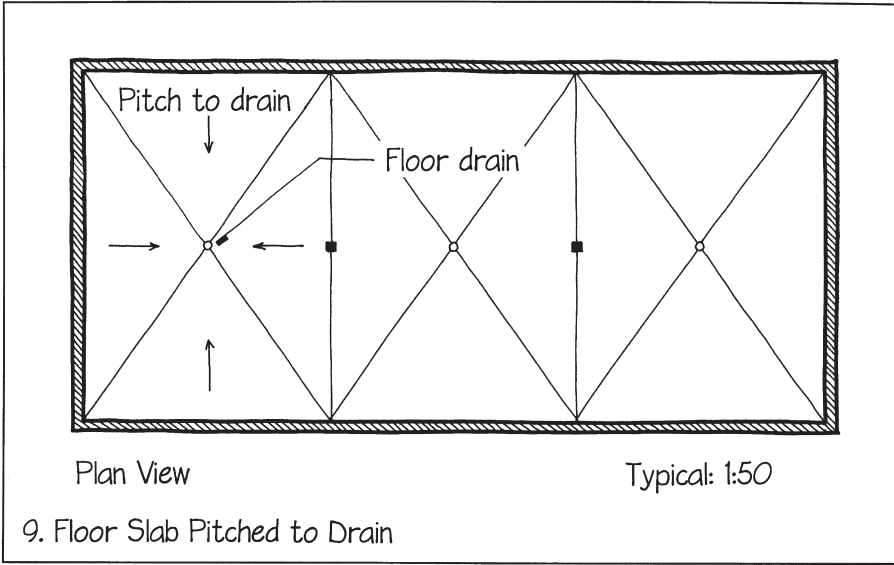 Pitch to drain
Floor drain
Plan View
Typical: 1:50
9. Floor Slab Pitched to Drain